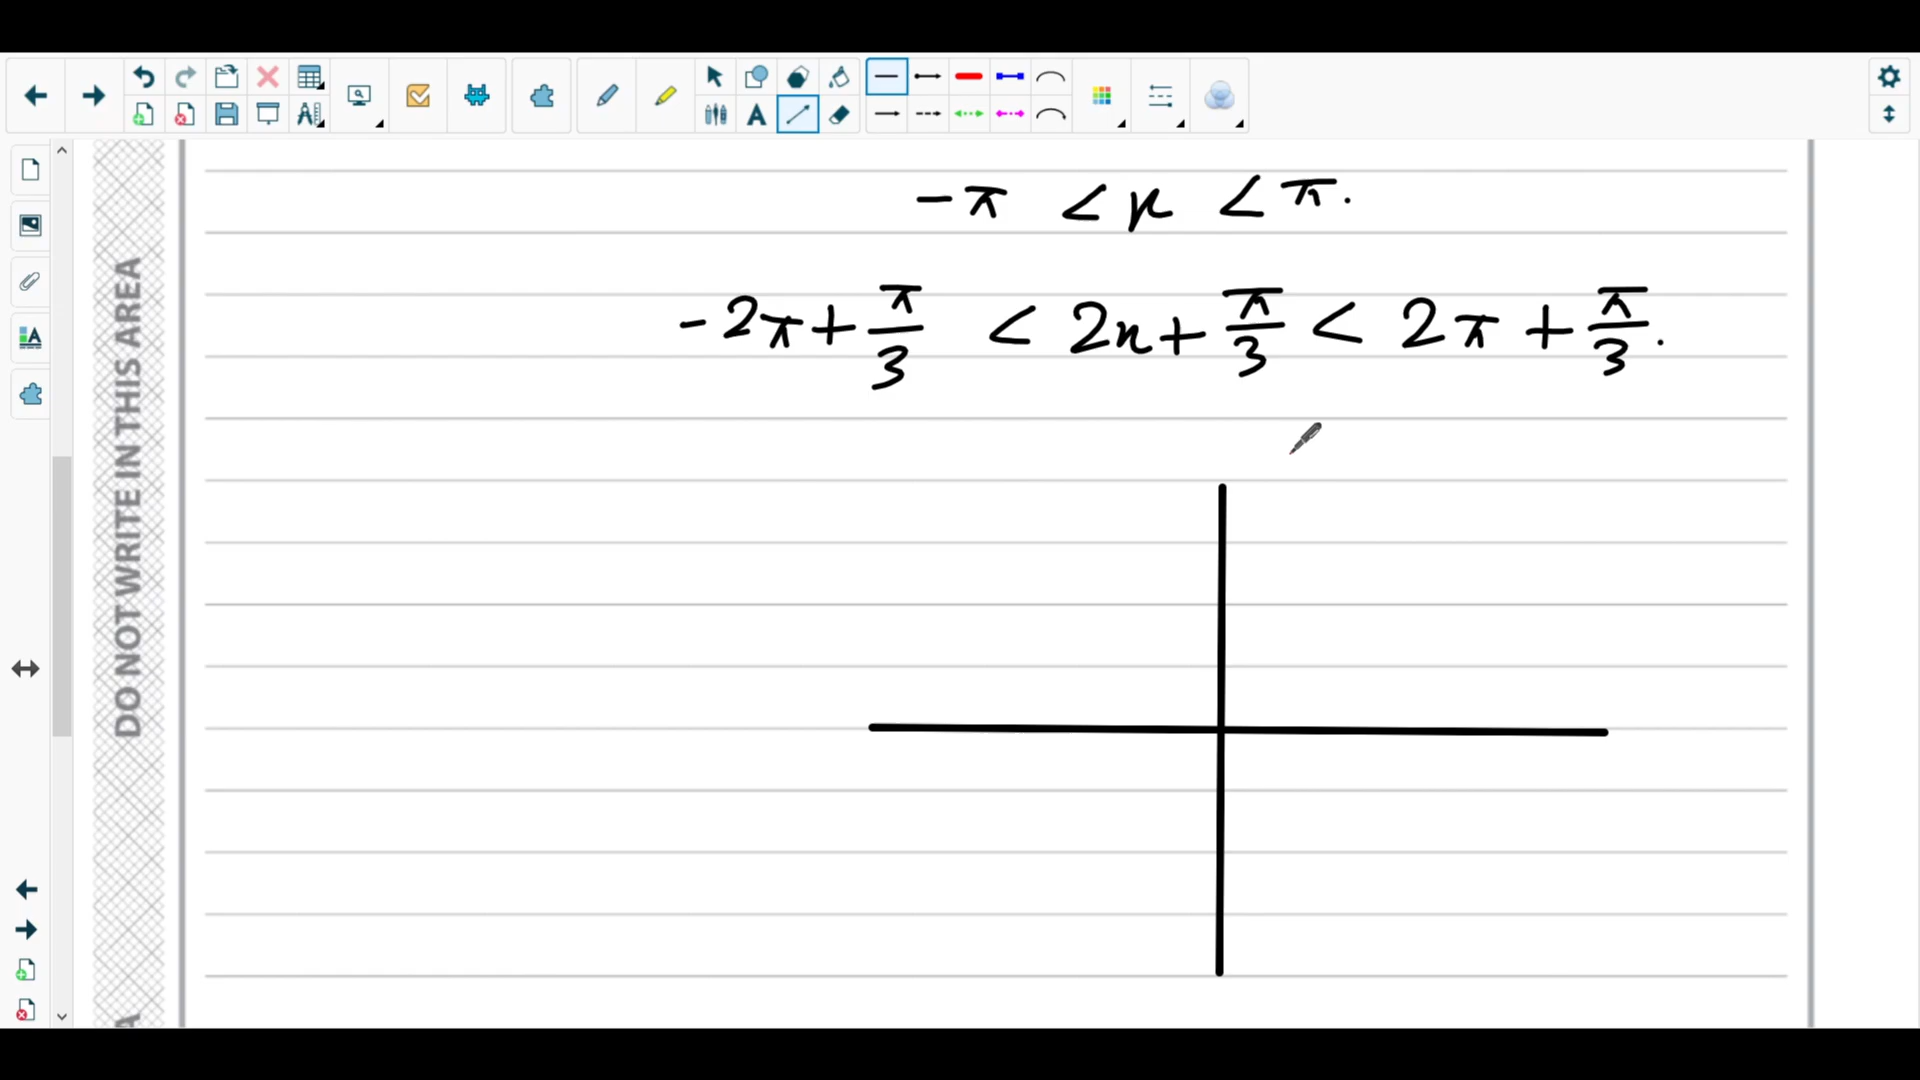 -π < x < π.
-2π + π/3 < 2x + π/3 < 2π + π/3.
DO NOT WRITE IN THIS AREA
A